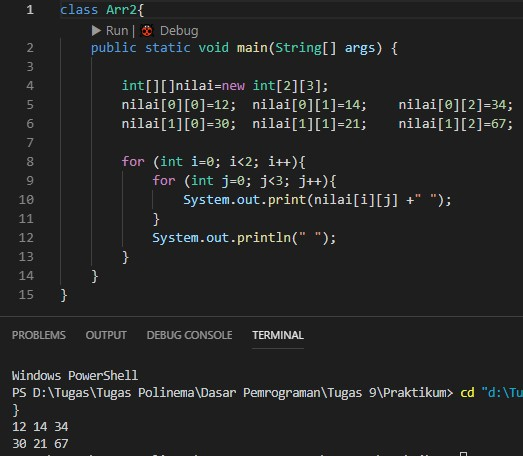 1 class Arr2{
Run | Debug
2 public static void main(String[] args) {
3
4 int[][]nilai=new int[2][3];
5 nilai[0][0]=12; nilai[0][1]=14; nilai[0][2]=34;
6 nilai[1][0]=30; nilai[1][1]=21; nilai[1][2]=67;
7
8 for (int i=0; i<2; i++){
9 for (int j=0; j<3; j++){
10 System.out.print(nilai[i][j] +" ");
11 }
12 System.out.println(" ");
13 }
14 }
15 }
PROBLEMS OUTPUT DEBUG CONSOLE TERMINAL
Windows PowerShell
PS D:\Tugas\Tugas Polinema\Dasar Pemrograman\Tugas 9\Praktikum> cd "d:\Tu
}
12 14 34
30 21 67